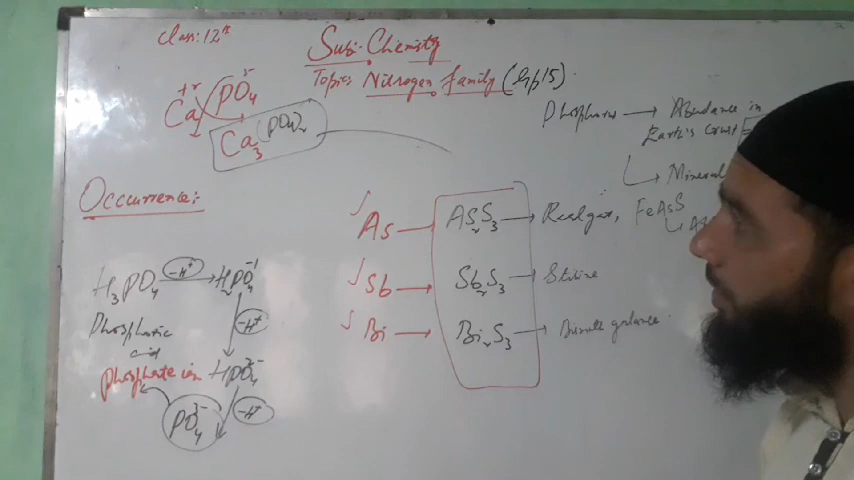 Class: 12th
Sub:- Chemistry
Topic: Nitrogen family (Gp 15).
Ca PO4
Ca3(PO4)2
Phosphorus → Abundance in
Earth's Crust
→ Mineral
Occurrence:-
As → As2S3 → Realgar, FeAsS
Sb → Sb2S3 → Stibine
Bi → Bi2S3 → Bismuth
H3PO4 -H+ → H2PO4 -1
Phosphoric
acid
-H+
phosphate ion HPO4 2-
PO4 3- -H+